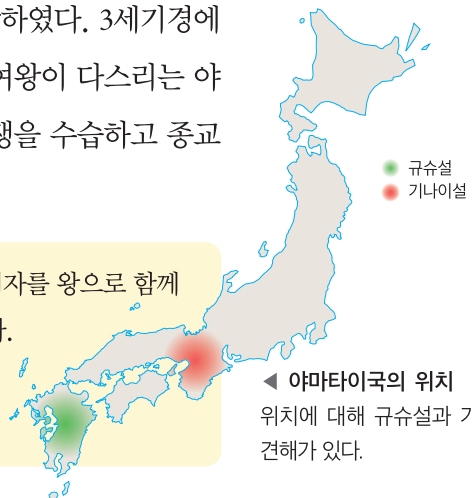 하였다. 3세기경에
여왕이 다스리는 야
쟁을 수습하고 종교
규슈설
기나이설
자를 왕으로 함께
◀ 야마타이국의 위치
위치에 대해 규슈설과
견해가 있다.